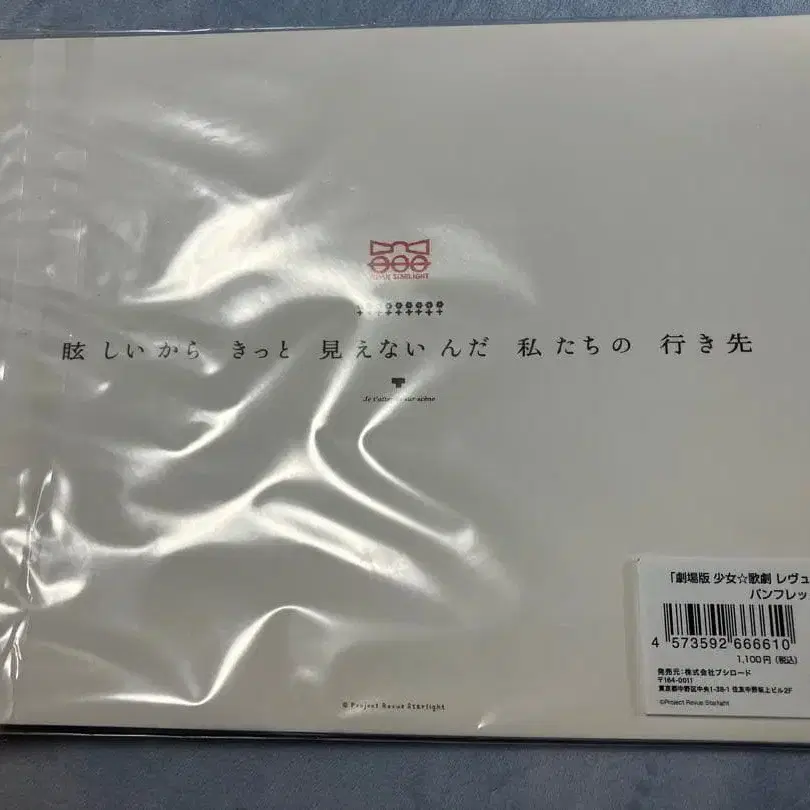 REVUE STARLIGHT
眩しいから きっと 見えないんだ 私たちの 行き先
Je t'attends sur scène
© Project Revue Starlight
「劇場版 少女☆歌劇 レヴュ
パンフレッ
4 573592 666610
1,100円(税込)
発売元:株式会社ブシロード
〒164-0011
東京都中野区中央1-38-1 住友中野坂上ビル2F
©Project Revue Starlight